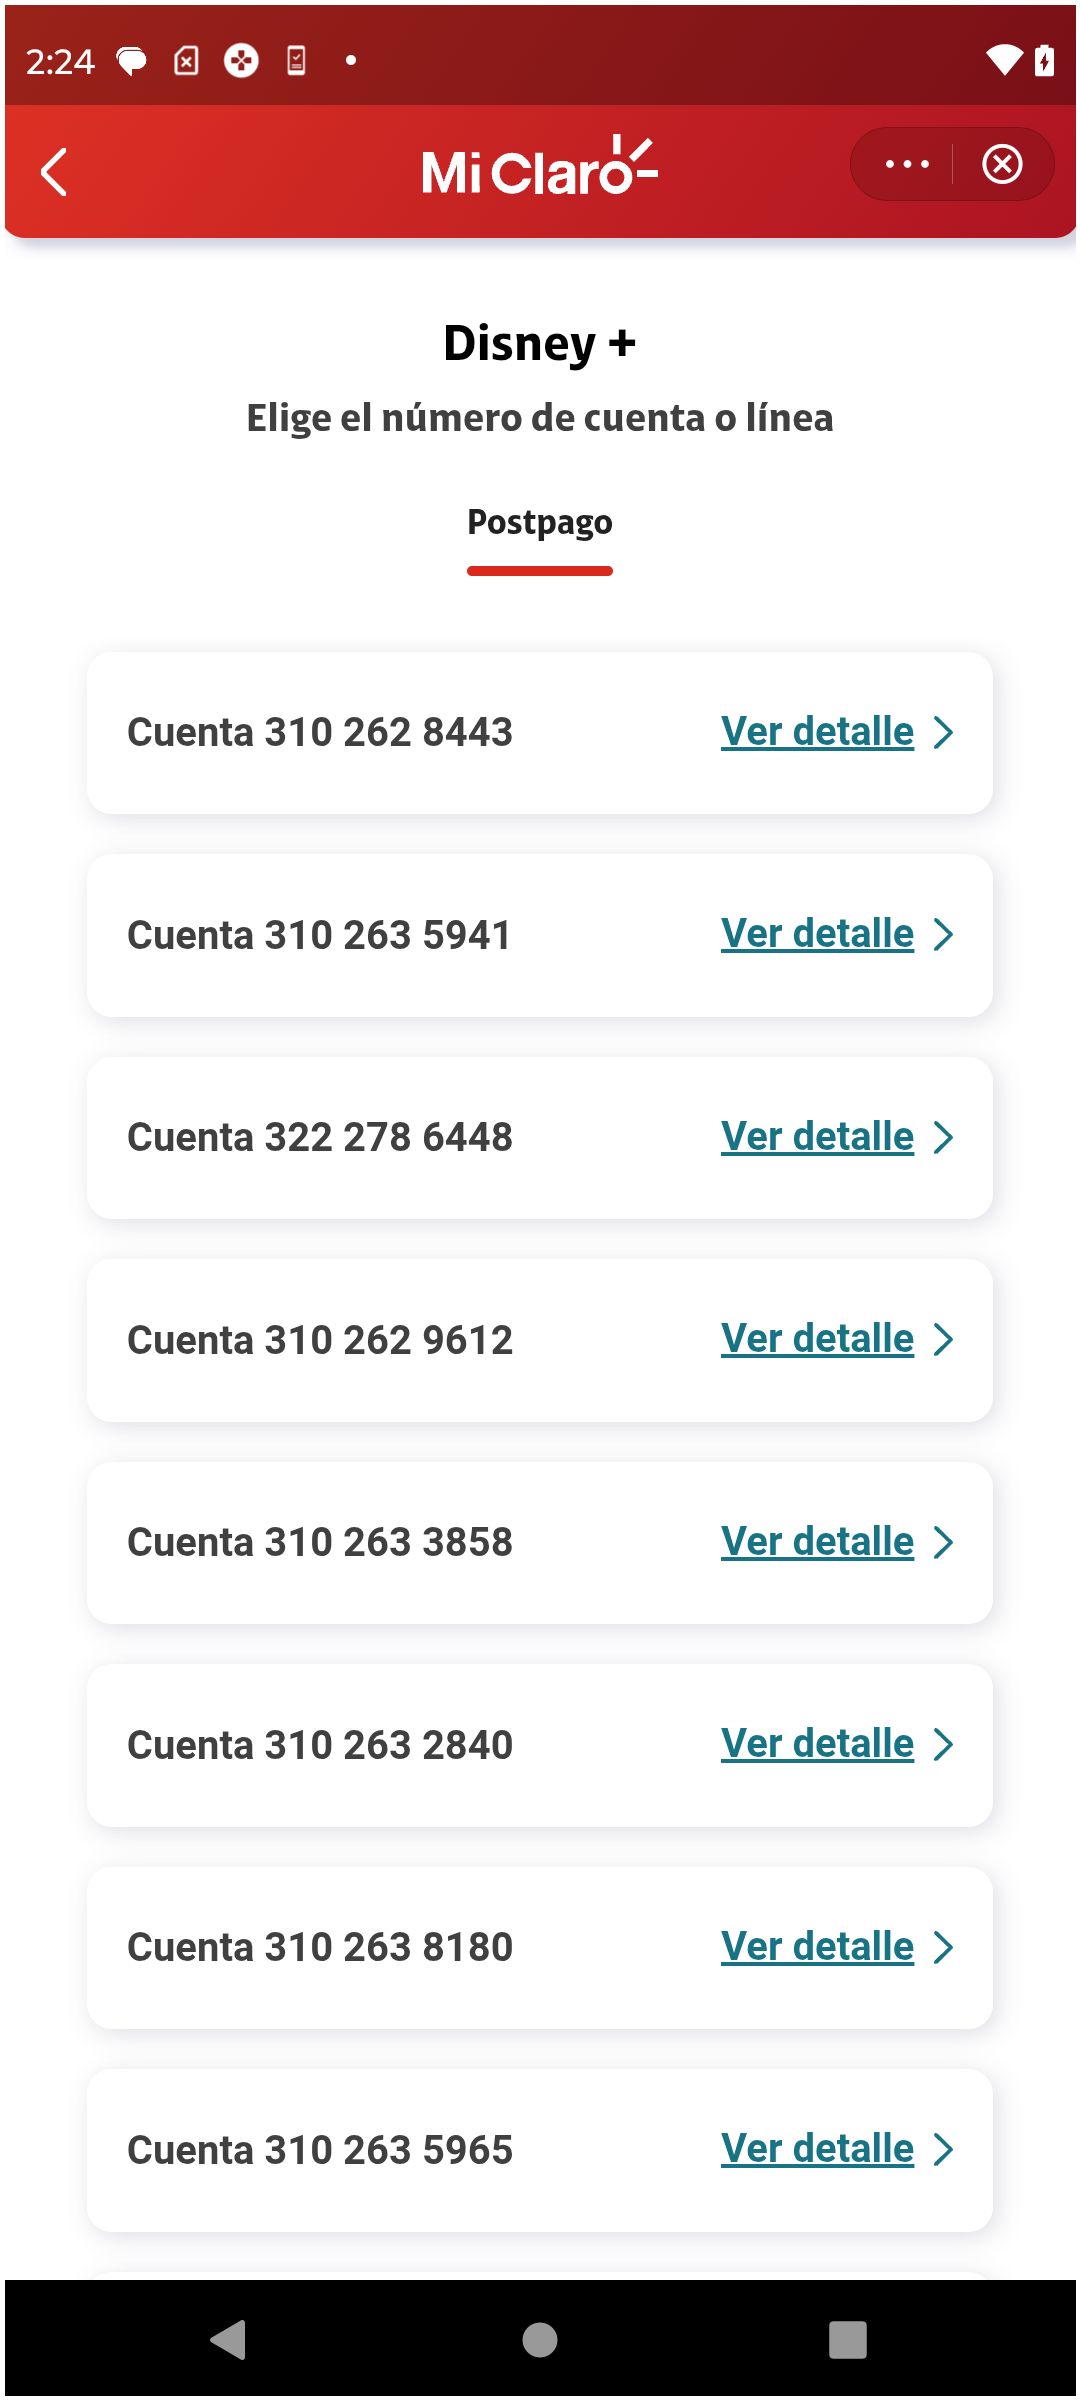 2:24
Mi Claro
Disney +
Elige el número de cuenta o línea
Postpago
Cuenta 310 262 8443 Ver detalle
Cuenta 310 263 5941 Ver detalle
Cuenta 322 278 6448 Ver detalle
Cuenta 310 262 9612 Ver detalle
Cuenta 310 263 3858 Ver detalle
Cuenta 310 263 2840 Ver detalle
Cuenta 310 263 8180 Ver detalle
Cuenta 310 263 5965 Ver detalle